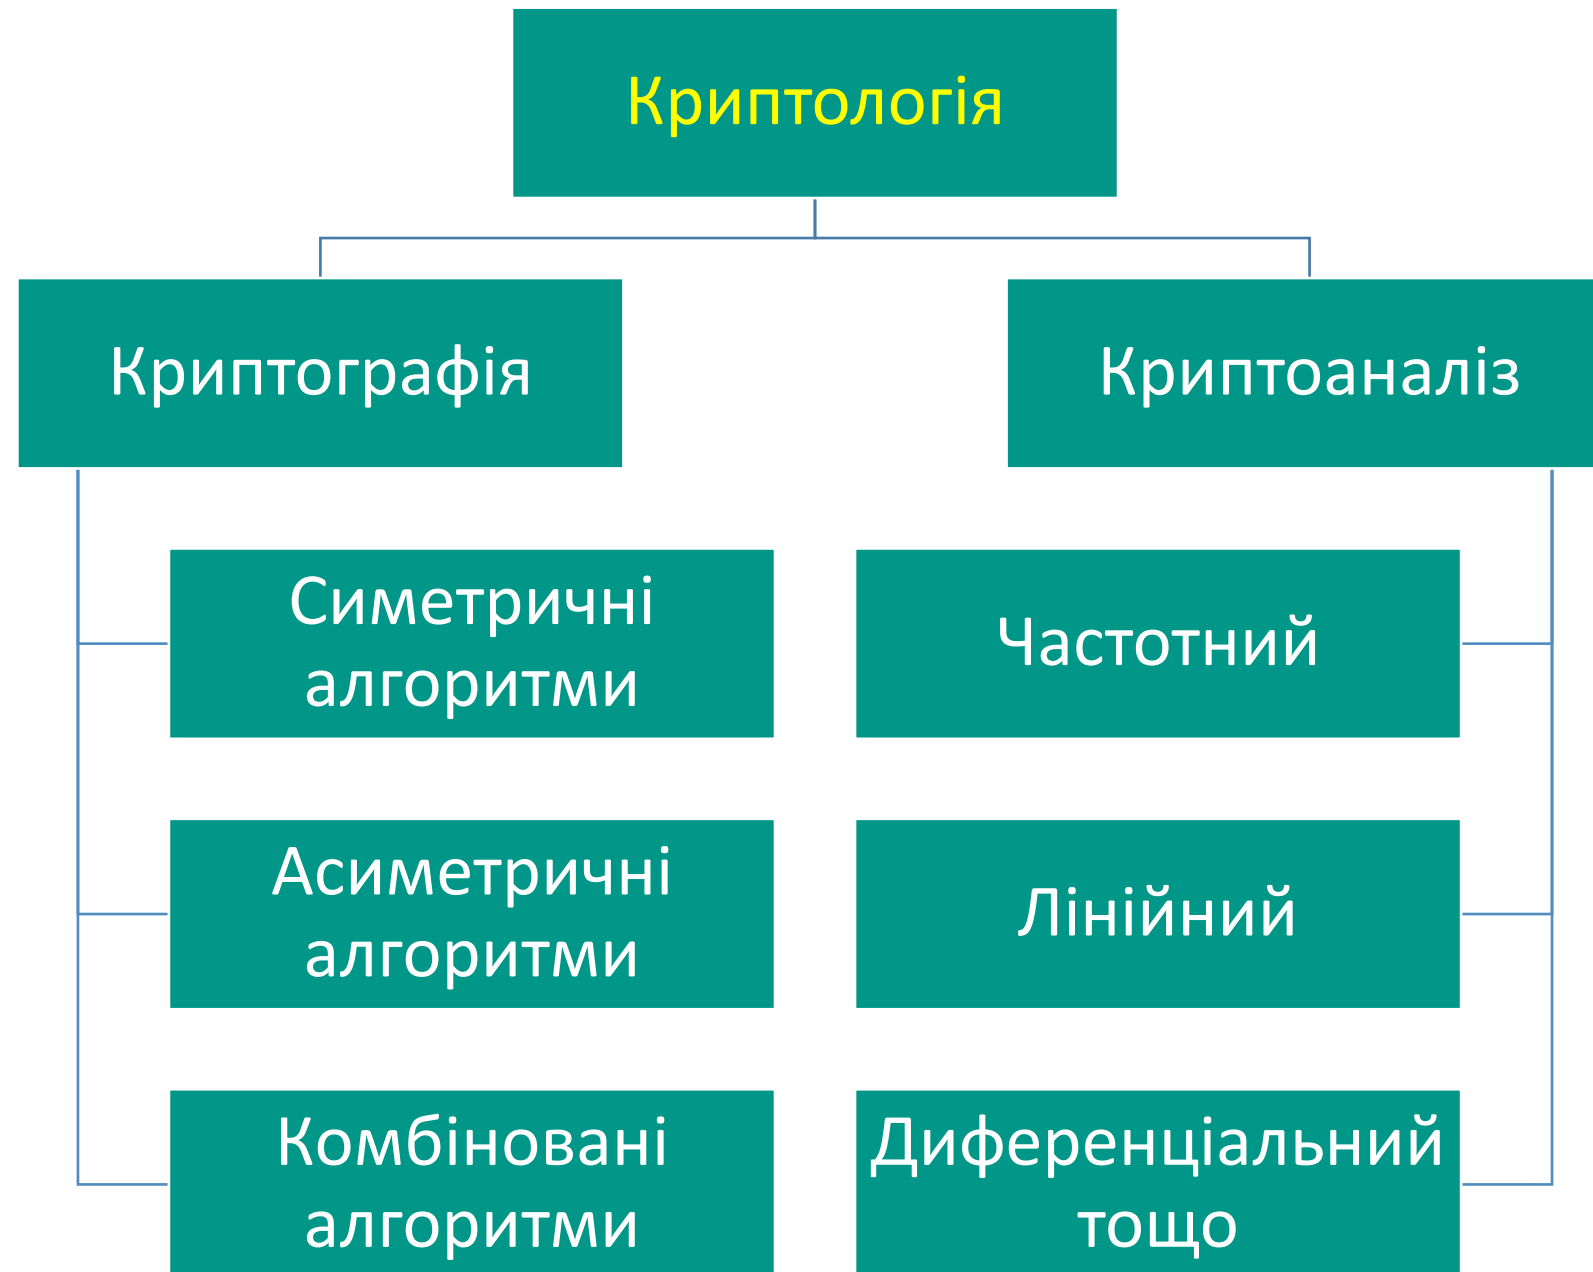 Криптологія
Криптографія
Криптоаналіз
Симетричні
алгоритми
Асиметричні
алгоритми
Комбіновані
алгоритми
Частотний
Лінійний
Диференціальний
тощо